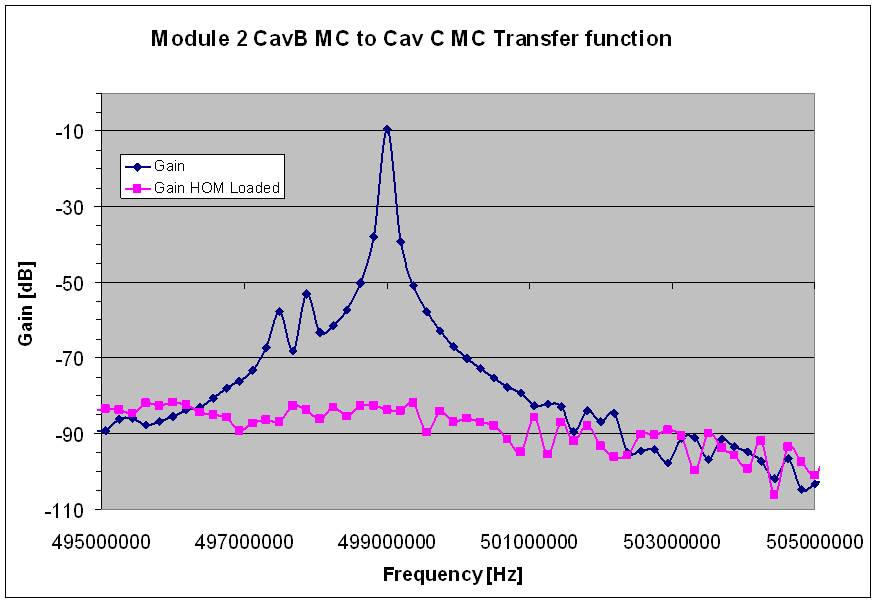 Module 2 CavB MC to Cav C MC Transfer function
-10
-30
-50
-70
-90
-110
Gain [dB]
Gain
Gain HOM Loaded
495000000 497000000 499000000 501000000 503000000 505000000
Frequency [Hz]